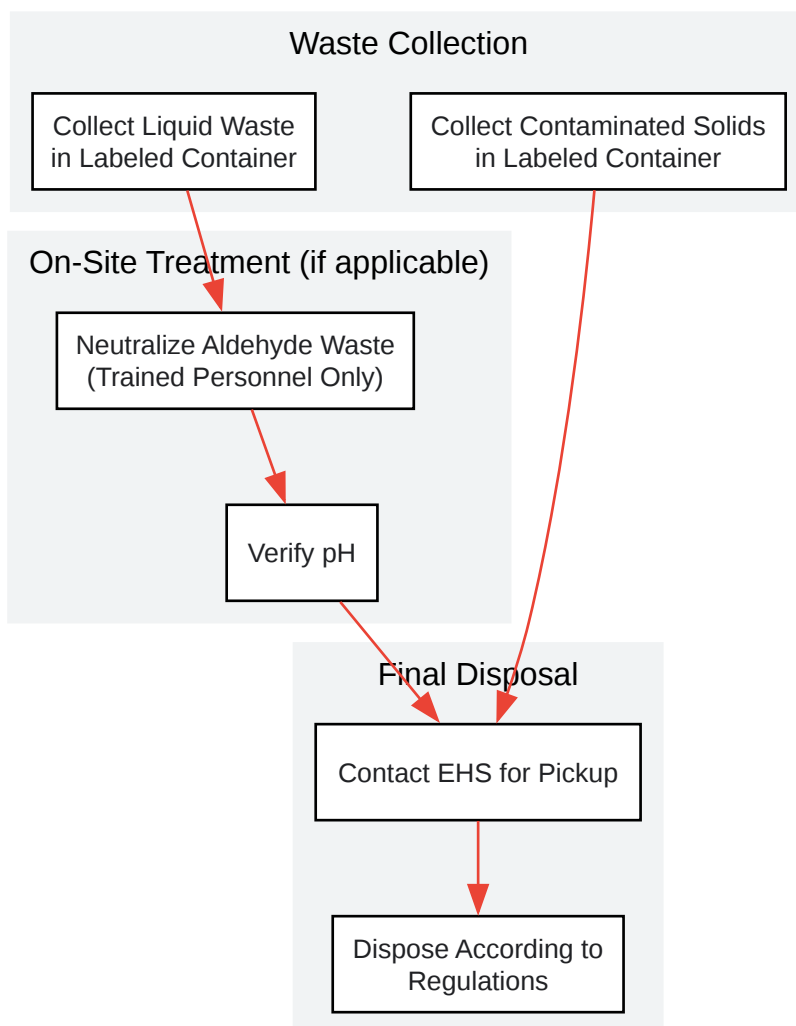 Waste Collection
Collect Liquid Waste
in Labeled Container
Collect Contaminated Solids
in Labeled Container
On-Site Treatment (if applicable)
Neutralize Aldehyde Waste
(Trained Personnel Only)
Verify pH
Final Disposal
Contact EHS for Pickup
Dispose According to
Regulations